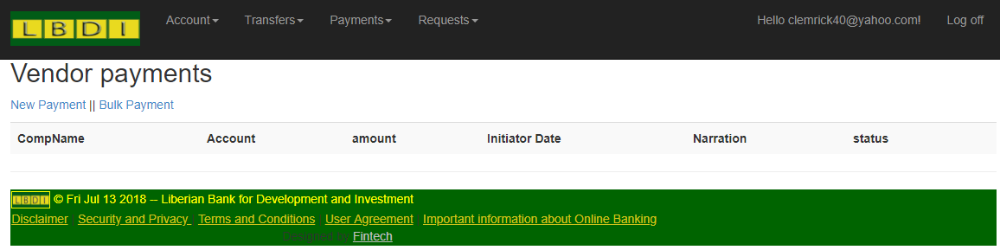 LBDI Account Transfers Payments Requests Hello clemrick40@yahoo.com! Log off
Vendor payments
New Payment || Bulk Payment
CompName Account amount Initiator Date Narration status
LBDI © Fri Jul 13 2018 -- Liberian Bank for Development and Investment
Disclaimer Security and Privacy Terms and Conditions | User Agreement Important information about Online Banking
Designed by Fintech